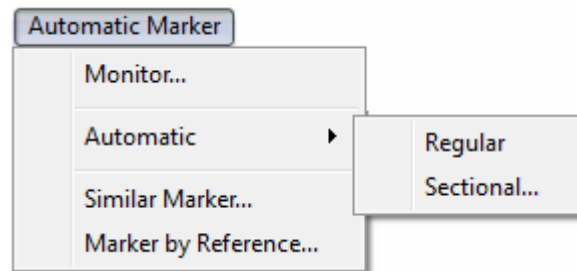 Automatic Marker
Monitor...
Automatic
Regular
Sectional...
Similar Marker...
Marker by Reference...